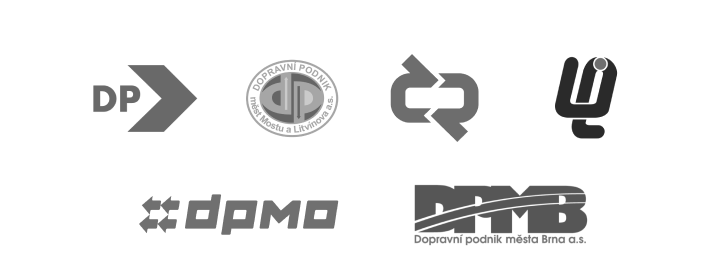 DP
DOPRAVNÍ PODNIK
dp
měst Mostu a Litvínova a.s.
dpmo
DPMB
Dopravní podnik města Brna a.s.